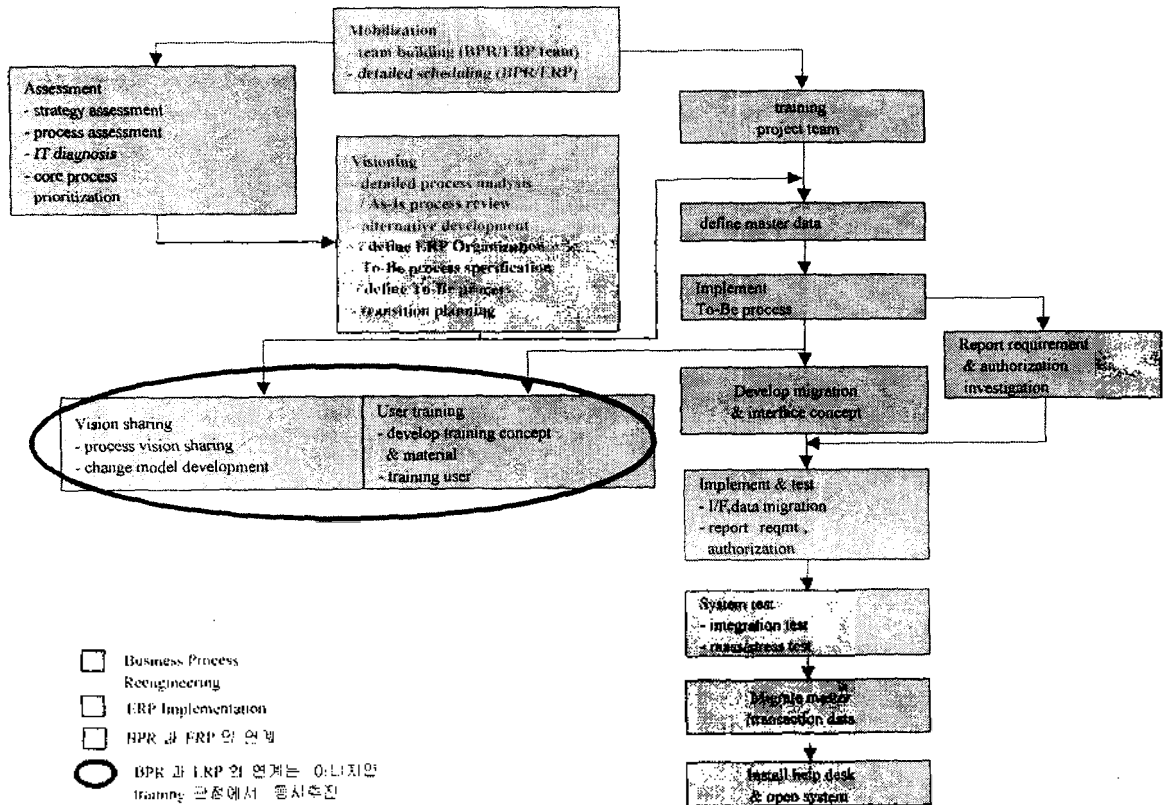 Mobilization
- team building (BPR/ERP team)
- detailed scheduling (BPR/ERP)
Assessment
- strategy assessment
- process assessment
- IT diagnosis
- core process
prioritization
training
project team
Visioning
- detailed process analysis
/ As-Is process review
- alternative development
/ define ERP Organization
To-Be process specification
/ define To-Be process
- transition planning
define master data
Implement
To-Be process
Report requirement
& authorization
investigation
Develop migration
& interface concept
Vision sharing
- process vision sharing
- change model development
User training
- develop training concept
& material
- training user
Implement & test
- I/F,data migration
- report reqmt ,
authorization
System test
- integration test
- mass/stress test
Migrate master
/transaction data
Install help desk
& open system
Business Process
Reengineering
ERP Implementation
BPR 과 ERP 의 연계
BPR 과 ERP 의 연계는 아니지만
training 관점에서 동시추진